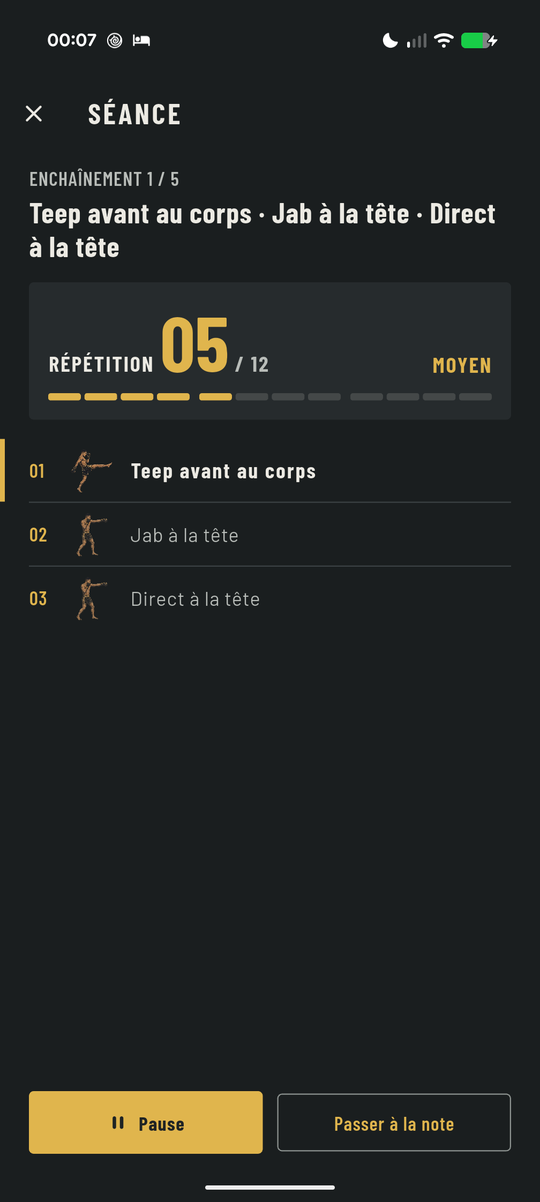 00:07
SÉANCE
ENCHAÎNEMENT 1 / 5
Teep avant au corps · Jab à la tête · Direct
à la tête
RÉPÉTITION 05 / 12
MOYEN
01 Teep avant au corps
02 Jab à la tête
03 Direct à la tête
Pause
Passer à la note